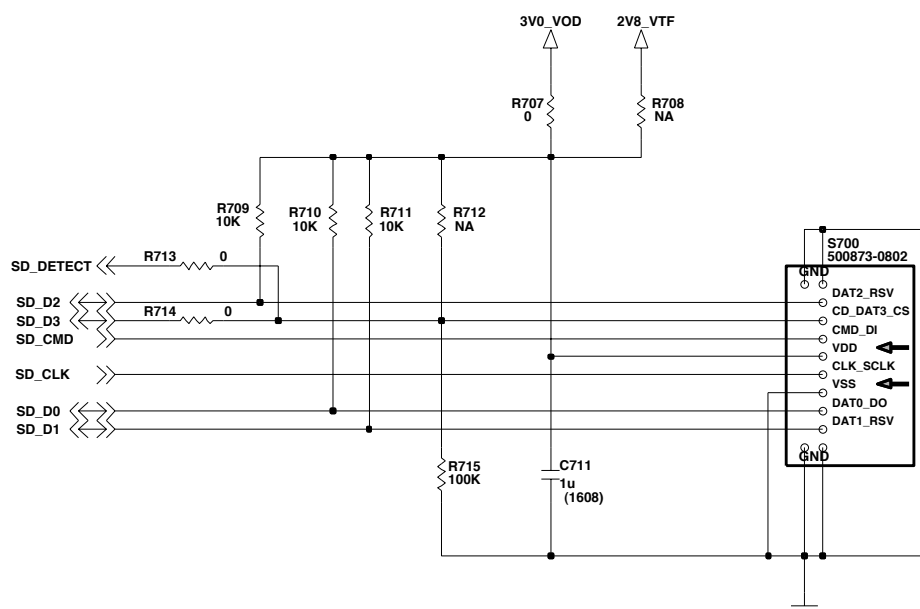 3V0_VOD 2V8_VTF
R707
0
R708
NA
R709
10K
R710
10K
R711
10K
R712
NA
R713 0
SD_DETECT
SD_D2
SD_D3
R714 0
SD_CMD
SD_CLK
SD_D0
SD_D1
R715
100K
C711
1u
(1608)
S700
500873-0802
GND
DAT2_RSV
CD_DAT3_CS
CMD_DI
VDD
CLK_SCLK
VSS
DAT0_DO
DAT1_RSV
GND